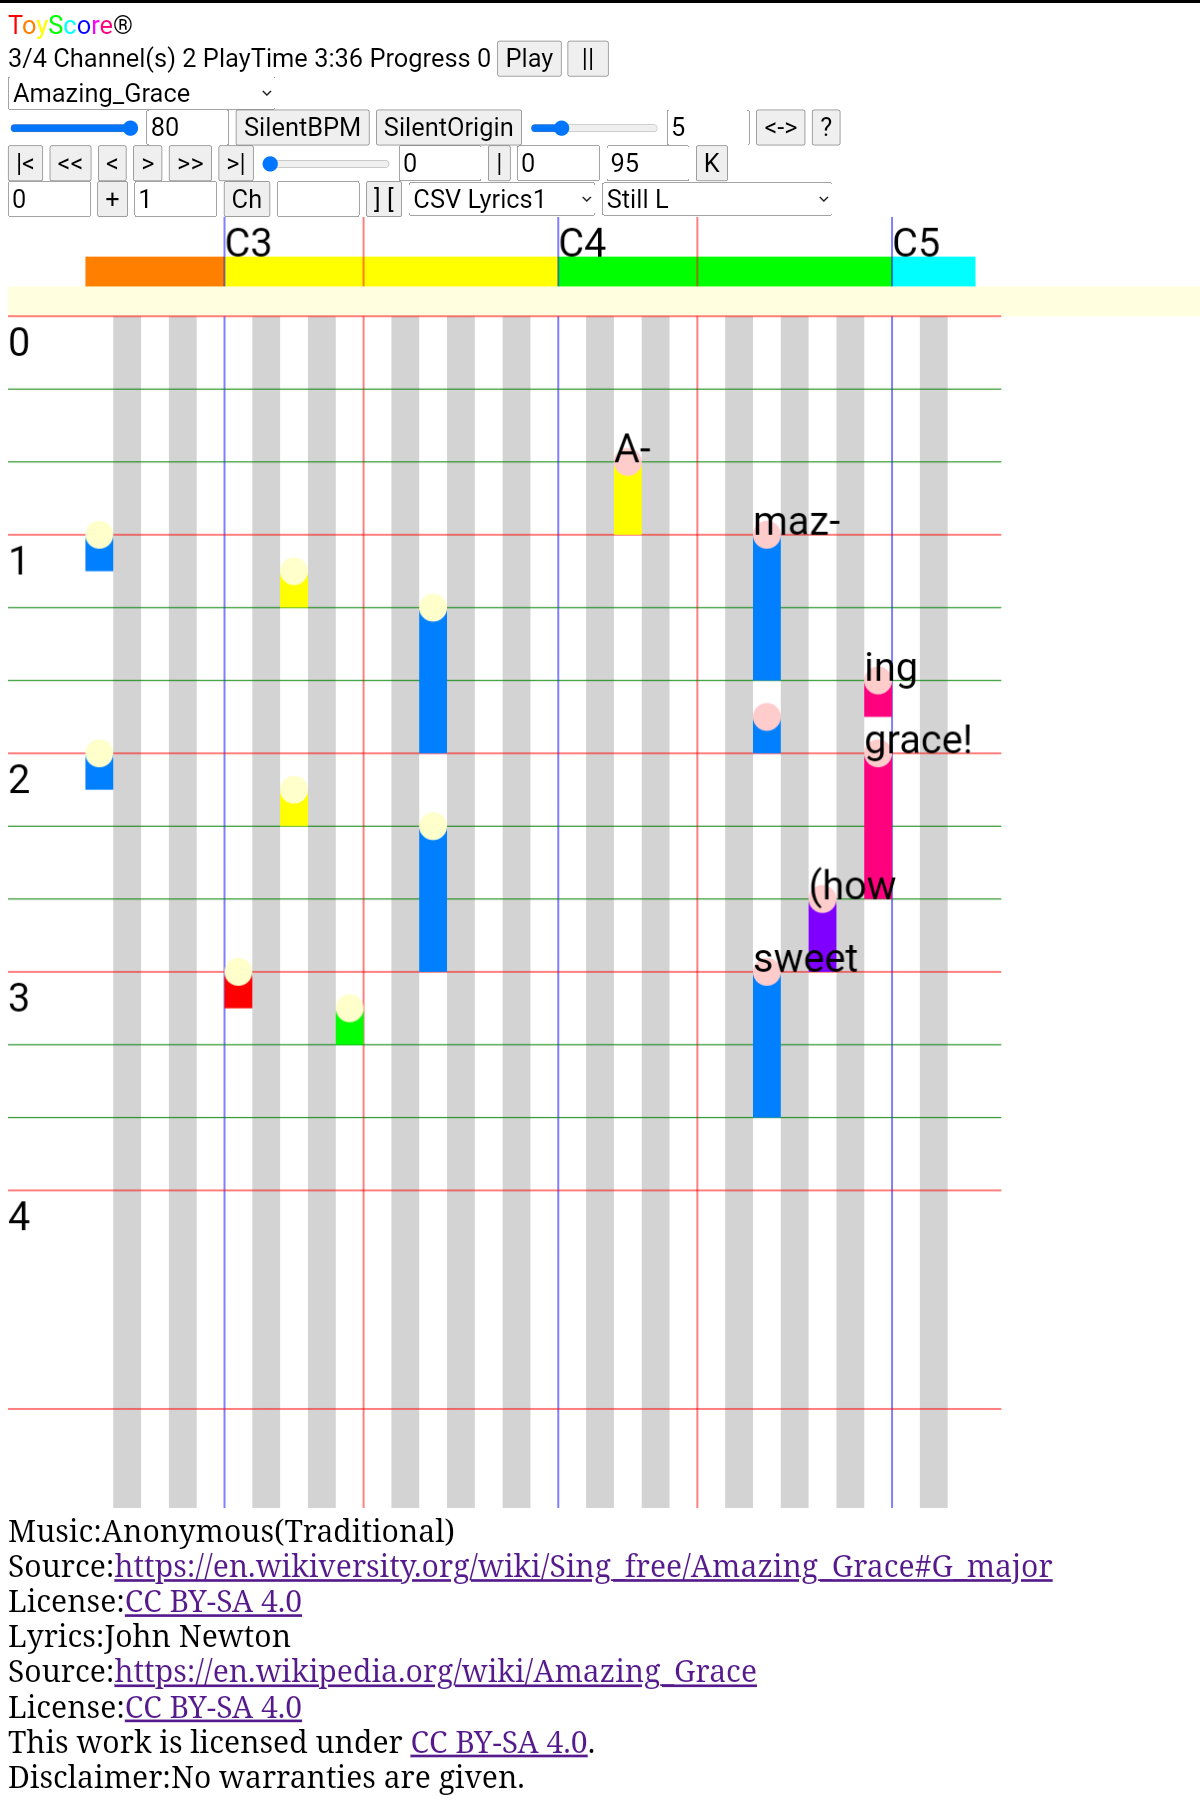 ToyScore®
3/4 Channel(s) 2 PlayTime 3:36 Progress 0 Play ||
Amazing_Grace
80 SilentBPM SilentOrigin 5 <-> ?
|< << < > >> >| 0 | 0 95 K
0 + 1 Ch ] [ CSV Lyrics1 Still L
C3 C4 C5
0
A-
maz-
1
ing
grace!
2
(how
sweet
3
4
Music:Anonymous(Traditional)
Source:https://en.wikiversity.org/wiki/Sing_free/Amazing_Grace#G_major
License:CC BY-SA 4.0
Lyrics:John Newton
Source:https://en.wikipedia.org/wiki/Amazing_Grace
License:CC BY-SA 4.0
This work is licensed under CC BY-SA 4.0.
Disclaimer:No warranties are given.